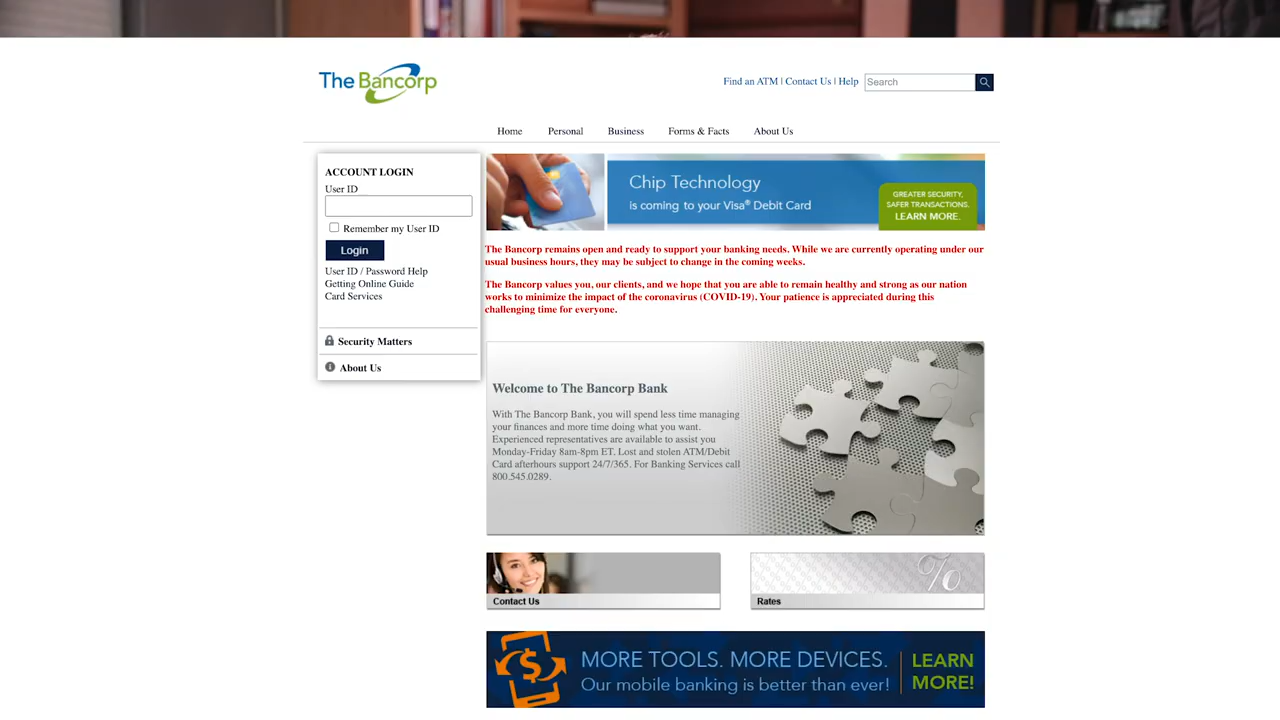 The Bancorp
Find an ATM | Contact Us | Help
Search
Home Personal Business Forms & Facts About Us
ACCOUNT LOGIN
User ID
Remember my User ID
Login
User ID / Password Help
Getting Online Guide
Card Services
Security Matters
About Us
Chip Technology
is coming to your Visa® Debit Card
GREATER SECURITY,
SAFER TRANSACTIONS.
LEARN MORE.
The Bancorp remains open and ready to support your banking needs. While we are currently operating under our
usual business hours, they may be subject to change in the coming weeks.
The Bancorp values you, our clients, and we hope that you are able to remain healthy and strong as our nation
works to minimize the impact of the coronavirus (COVID-19). Your patience is appreciated during this
challenging time for everyone.
Welcome to The Bancorp Bank
With The Bancorp Bank, you will spend less time managing
your finances and more time doing what you want.
Experienced representatives are available to assist you
Monday-Friday 8am-8pm ET. Lost and stolen ATM/Debit
Card afterhours support 24/7/365. For Banking Services call
800.545.0289.
Contact Us
%
Rates
$
MORE TOOLS. MORE DEVICES.
Our mobile banking is better than ever!
LEARN
MORE!